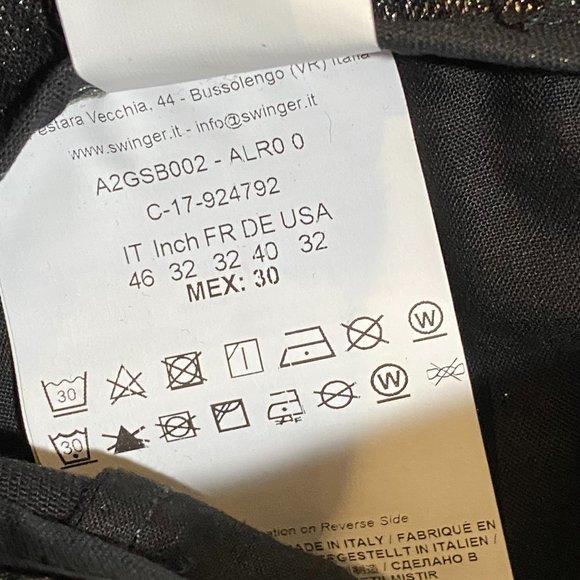 estara Vecchia, 44 - Bussolengo (VR) Italia
www.swinger.it - info@swinger.it
A2GSB002 - ALR0 0
C-17-924792
IT Inch FR DE USA
46 32 32 40 32
MEX: 30
30 W
30 W
ation on Reverse Side
ADE IN ITALY / FABRIQUÉ EN
GESTELLT IN ITALIEN /
/ СДЕЛАНО В